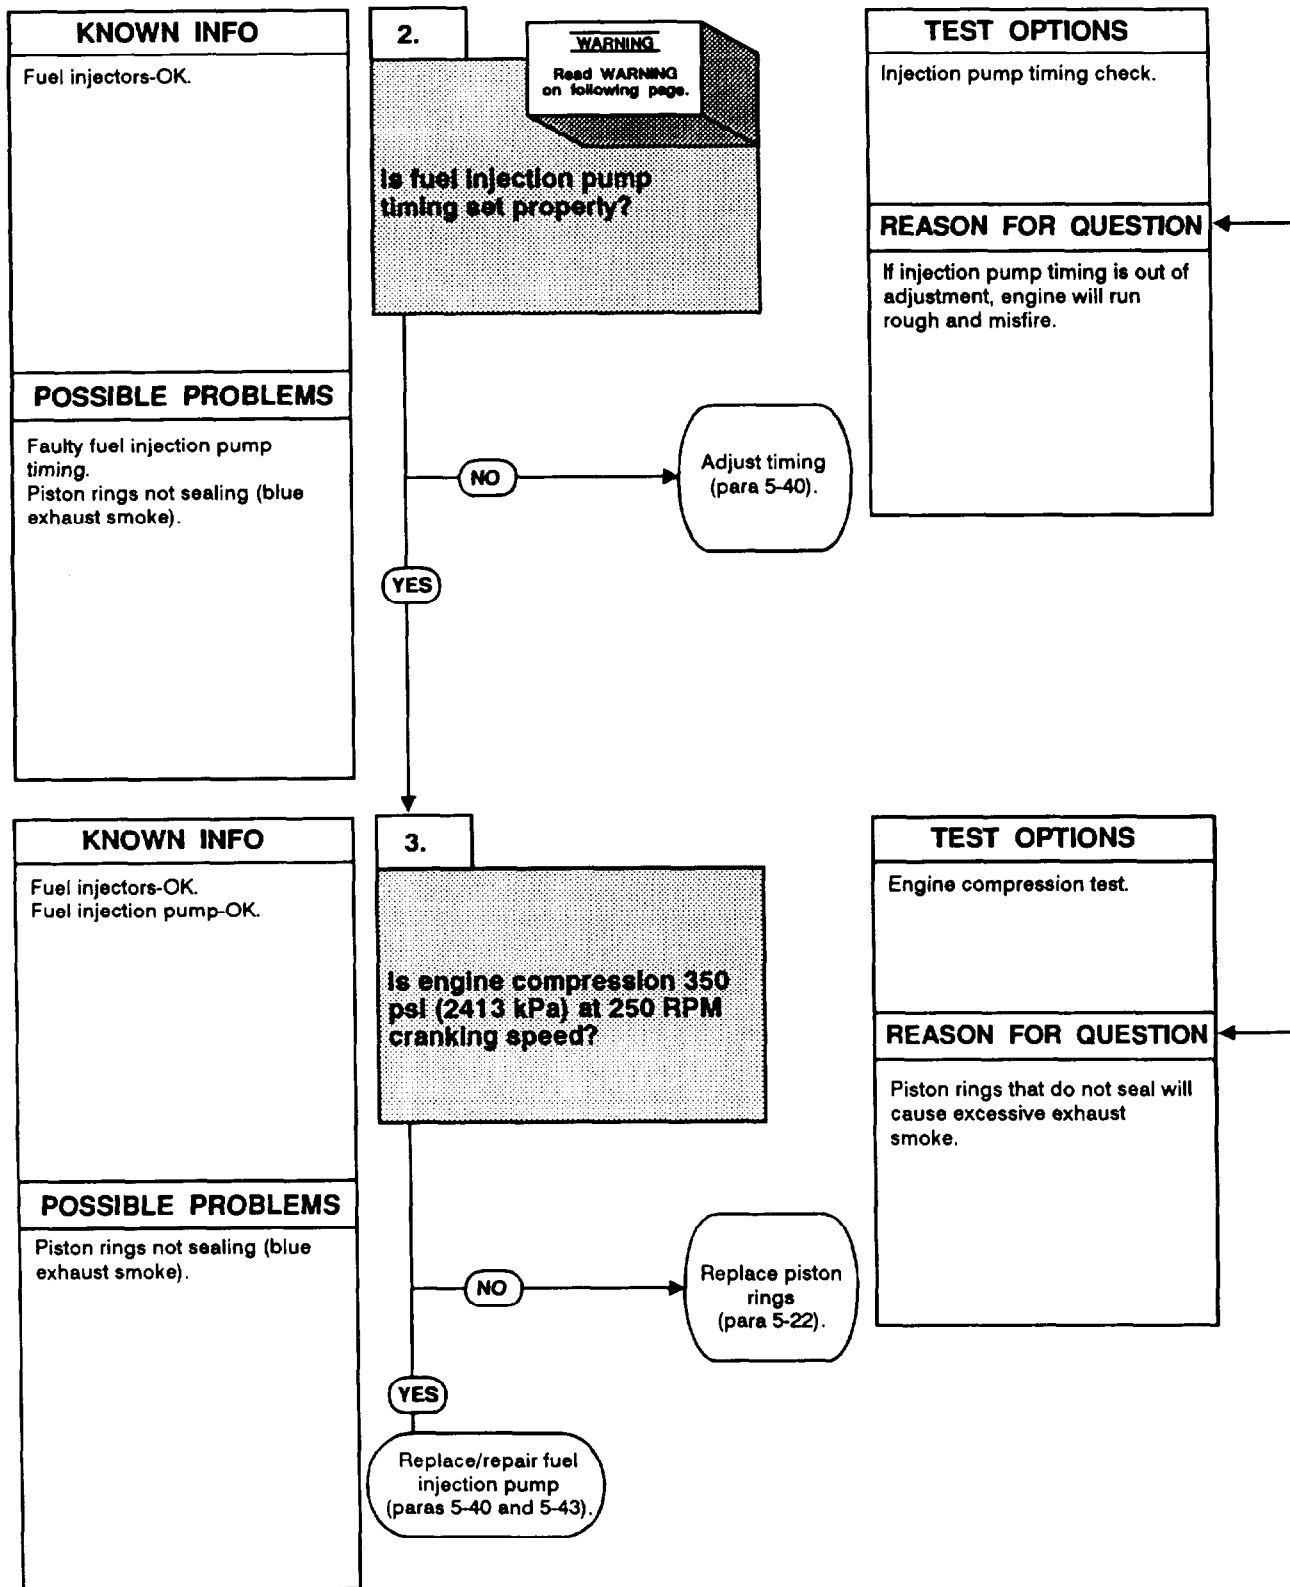 KNOWN INFO
Fuel injectors-OK.
POSSIBLE PROBLEMS
Faulty fuel injection pump
timing.
Piston rings not sealing (blue
exhaust smoke).
2.
WARNING
Read WARNING
on following page.
Is fuel injection pump
timing set properly?
NO
Adjust timing
(para 5-40).
YES
TEST OPTIONS
Injection pump timing check.
REASON FOR QUESTION
If injection pump timing is out of
adjustment, engine will run
rough and misfire.
KNOWN INFO
Fuel injectors-OK.
Fuel injection pump-OK.
POSSIBLE PROBLEMS
Piston rings not sealing (blue
exhaust smoke).
3.
Is engine compression 350
psi (2413 kPa) at 250 RPM
cranking speed?
NO
Replace piston
rings
(para 5-22).
YES
Replace/repair fuel
injection pump
(paras 5-40 and 5-43).
TEST OPTIONS
Engine compression test.
REASON FOR QUESTION
Piston rings that do not seal will
cause excessive exhaust
smoke.